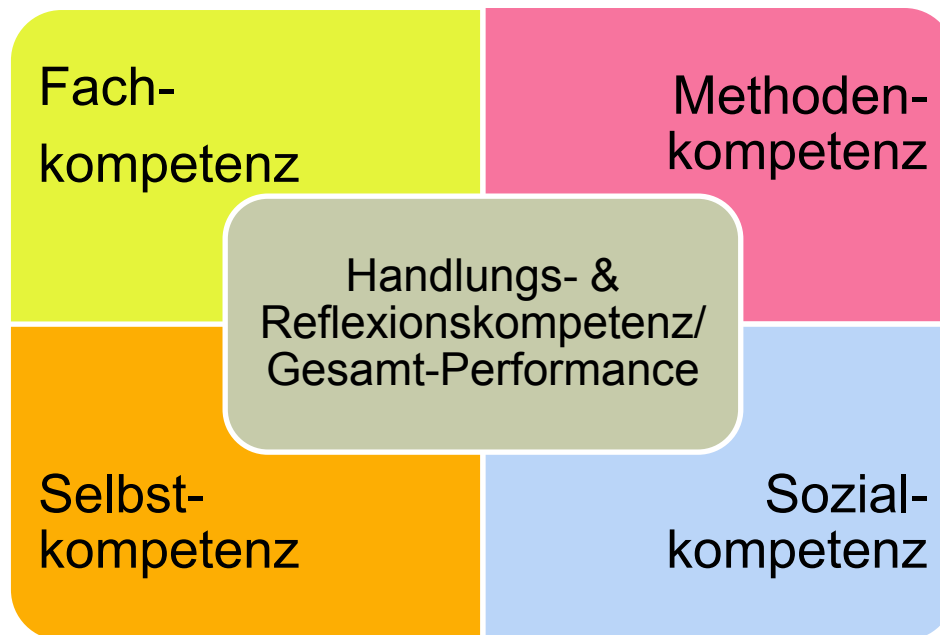 Fach-
kompetenz
Methoden-
kompetenz
Handlungs- &
Reflexionskompetenz/
Gesamt-Performance
Selbst-
kompetenz
Sozial-
kompetenz